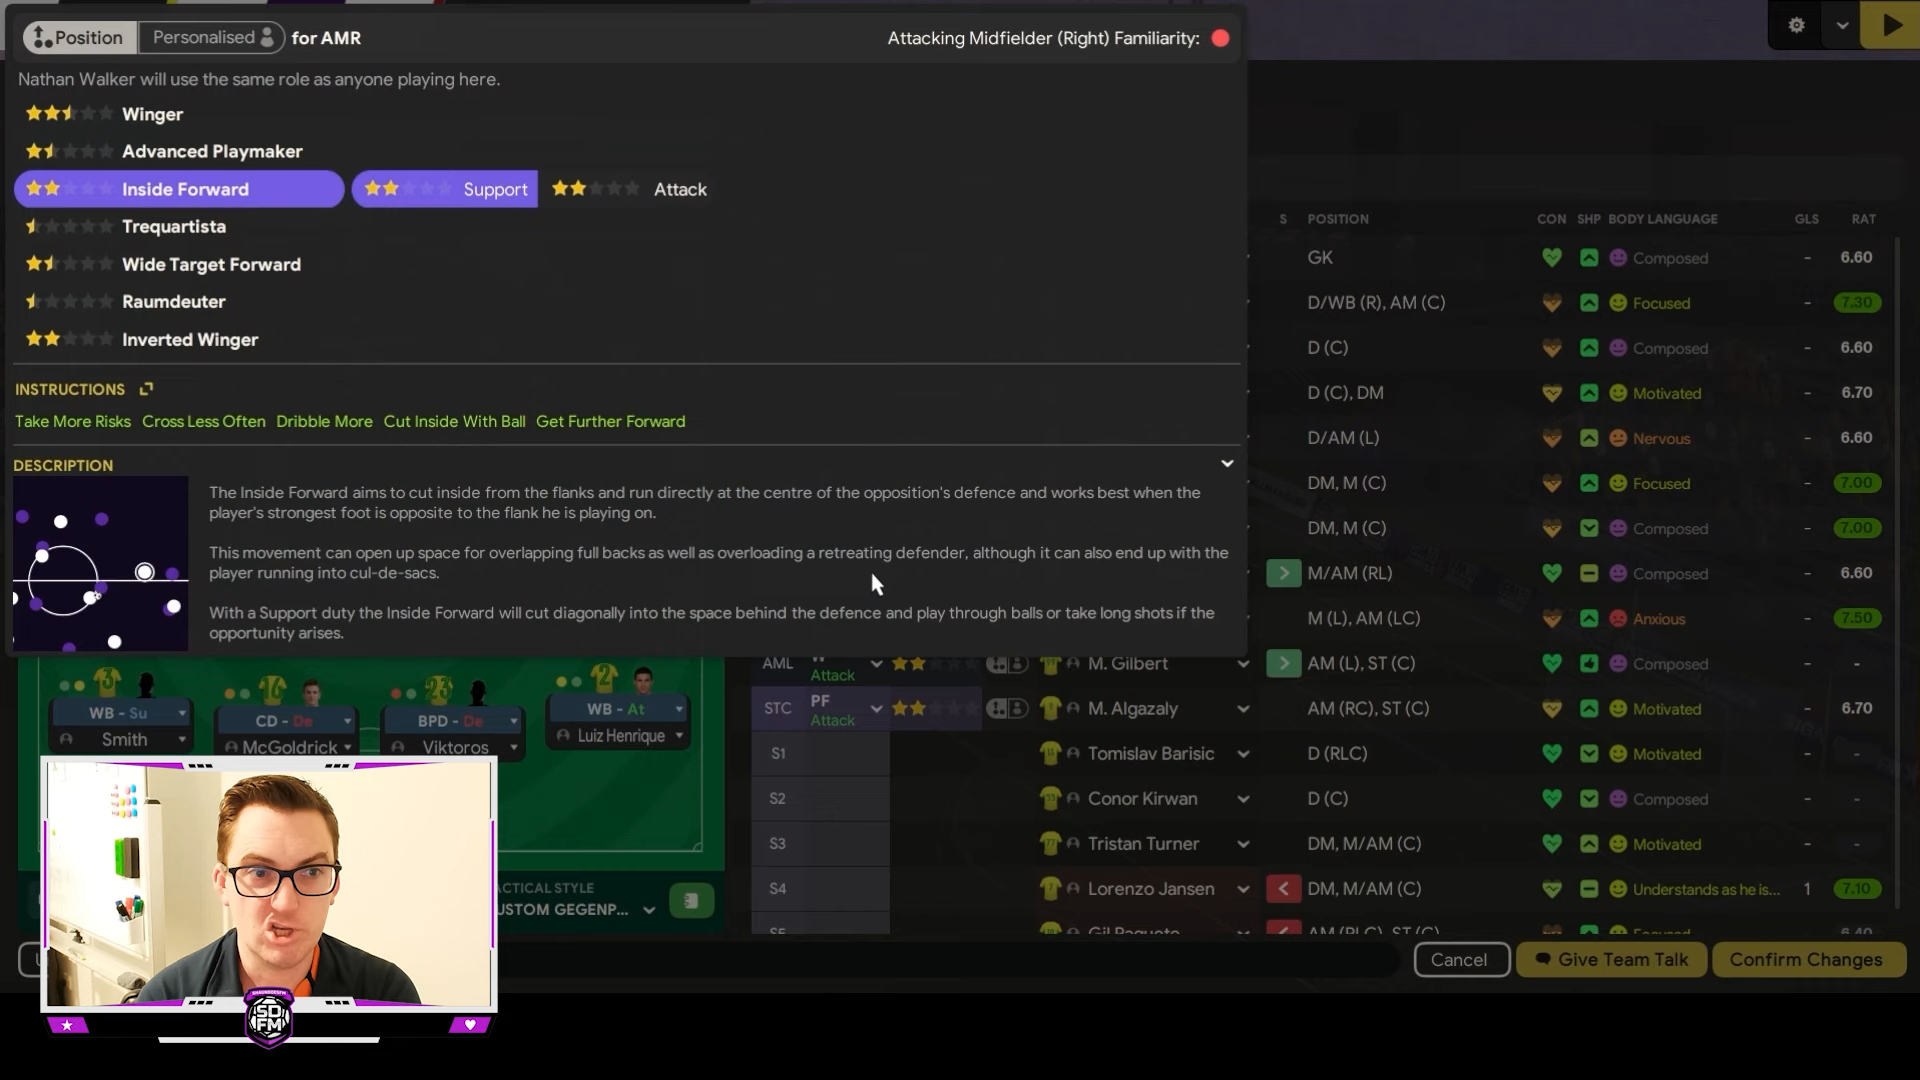 Position Personalised for AMR Attacking Midfielder (Right) Familiarity:
Nathan Walker will use the same role as anyone playing here.
Winger
Advanced Playmaker
Inside Forward Support Attack
Trequartista
Wide Target Forward
Raumdeuter
Inverted Winger
INSTRUCTIONS
Take More Risks Cross Less Often Dribble More Cut Inside With Ball Get Further Forward
DESCRIPTION
The Inside Forward aims to cut inside from the flanks and run directly at the centre of the opposition's defence and works best when the
player's strongest foot is opposite to the flank he is playing on.
This movement can open up space for overlapping full backs as well as overloading a retreating defender, although it can also end up with the
player running into cul-de-sacs.
With a Support duty the Inside Forward will cut diagonally into the space behind the defence and play through balls or take long shots if the
opportunity arises.
S POSITION CON SHP BODY LANGUAGE GLS RAT
GK Composed - 6.60
D/WB (R), AM (C) Focused - 7.30
D (C) Composed - 6.60
D (C), DM Motivated - 6.70
D/AM (L) Nervous - 6.60
DM, M (C) Focused - 7.00
DM, M (C) Composed - 7.00
M/AM (RL) Composed - 6.60
M (L), AM (LC) Anxious - 7.50
AML Attack M. Gilbert AM (L), ST (C) Composed - -
STC PF Attack M. Algazaly AM (RC), ST (C) Motivated - 6.70
S1 Tomislav Barisic D (RLC) Motivated - -
S2 Conor Kirwan D (C) Composed - -
S3 Tristan Turner DM, M/AM (C) Motivated - -
S4 Lorenzo Jansen DM, M/AM (C) Understands as he is... 1 7.10
3 23 2
WB - Su CD - De BPD - De WB - At
Smith McGoldrick Viktoros Luiz Henrique
ACTICAL STYLE
USTOM GEGENP...
Cancel Give Team Talk Confirm Changes
SD
FM